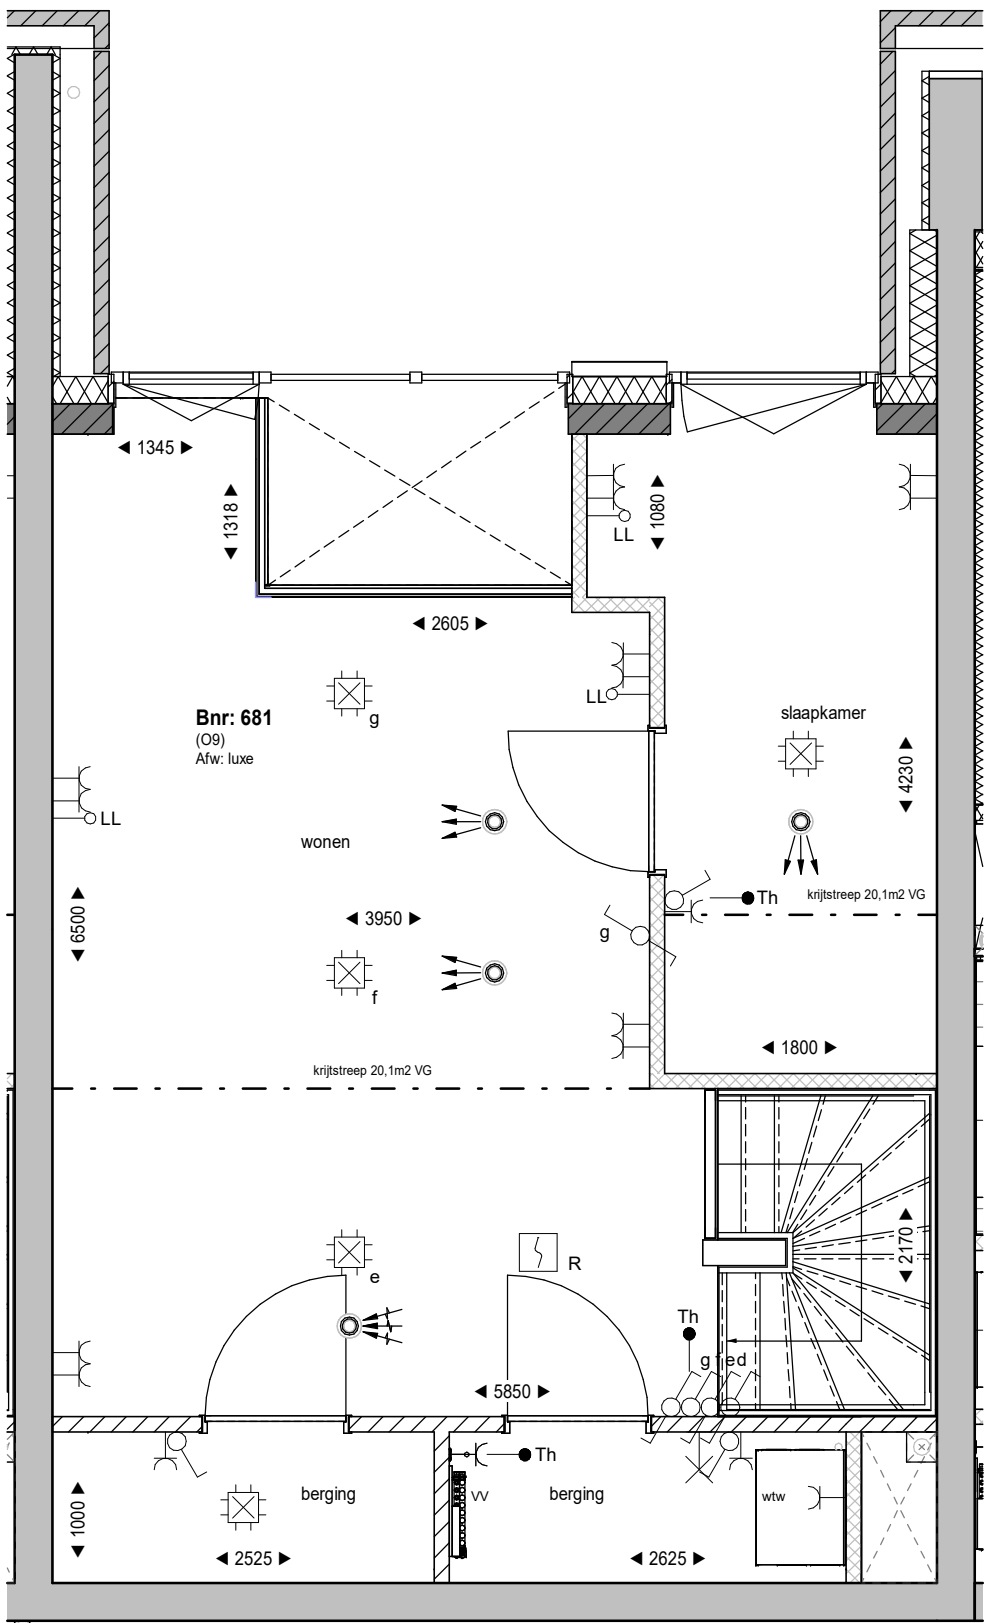 1345
1318
1080
LL
2605
LL
g
Bnr: 681
(O9)
Afw: luxe
slaapkamer
4230
LL
wonen
Th
krijtstreep 20,1m2 VG
6500
3950
g
f
1800
krijtstreep 20,1m2 VG
2170
e
R
Th
g f e d
5850
Th
berging
VV
berging
wtw
1000
2525
2625